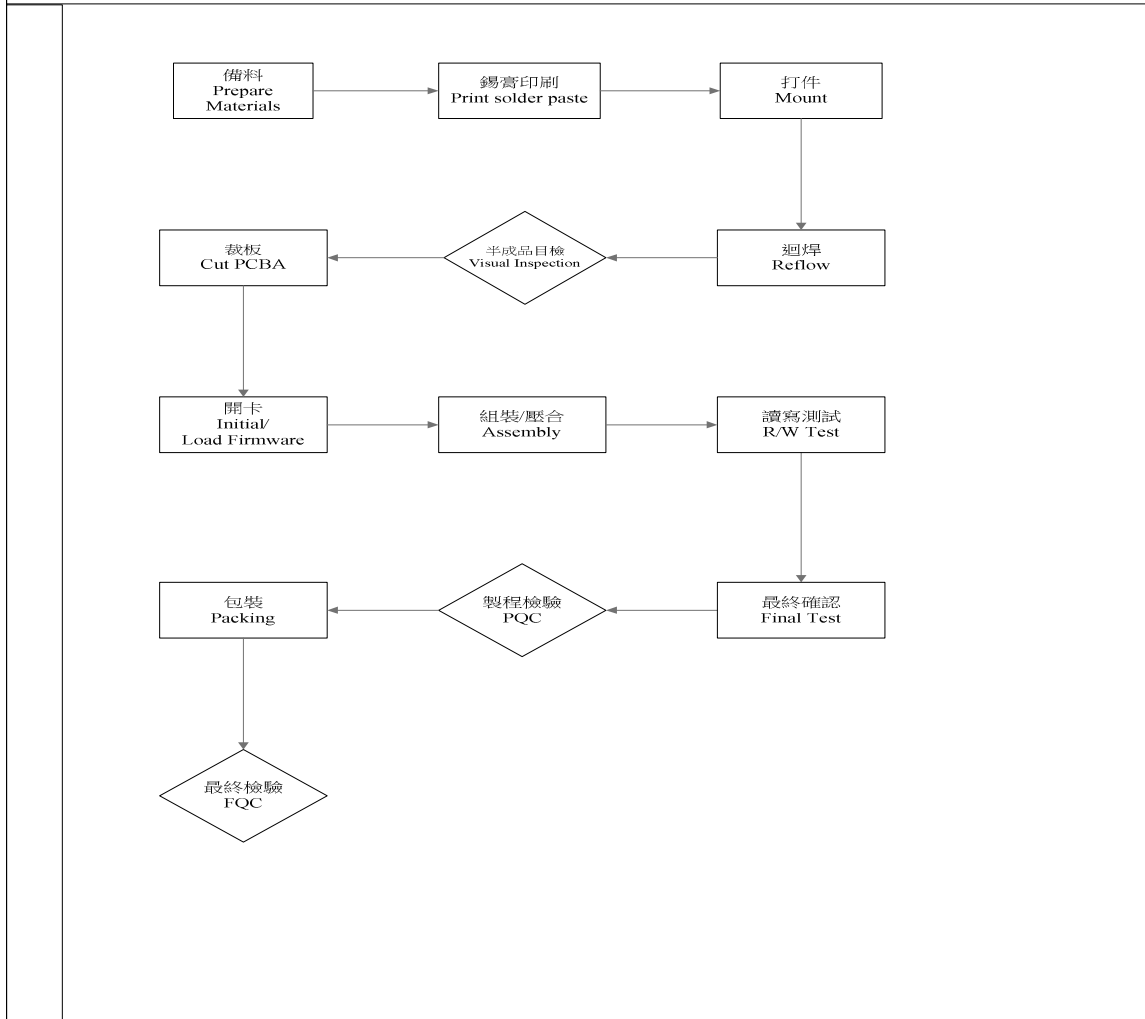 備料
Prepare
Materials
錫膏印刷
Print solder paste
打件
Mount
迴焊
Reflow
半成品目檢
Visual Inspection
裁板
Cut PCBA
開卡
Initial/
Load Firmware
組裝/壓合
Assembly
讀寫測試
R/W Test
最終確認
Final Test
製程檢驗
PQC
包裝
Packing
最終檢驗
FQC